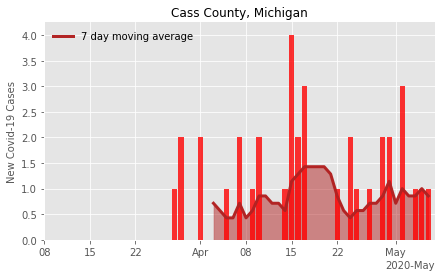 Cass County, Michigan
7 day moving average
New Covid-19 Cases
4.0
3.5
3.0
2.5
2.0
1.5
1.0
0.5
0.0
08 15 22 Apr 08 15 22 May
2020-May